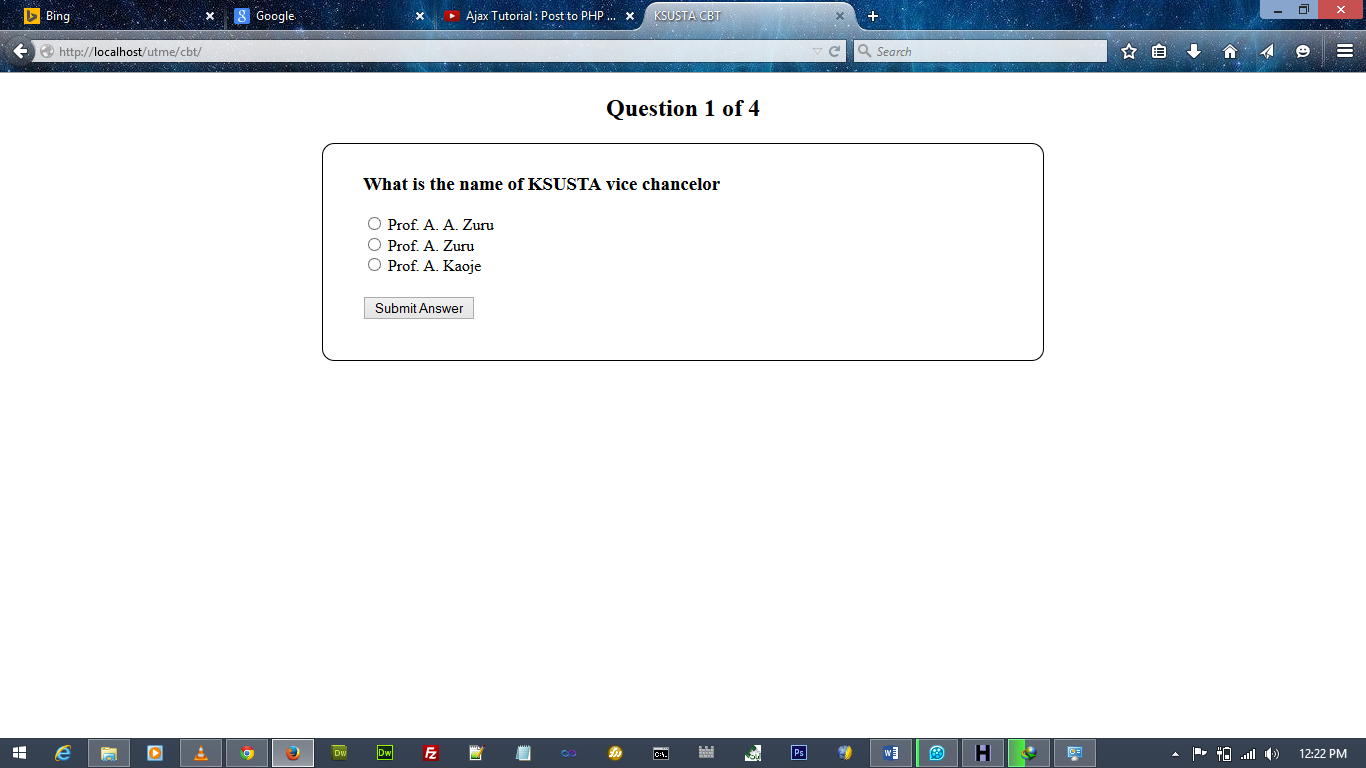 Bing
Google
Ajax Tutorial : Post to PHP ...
KSUSTA CBT
http://localhost/utme/cbt/
Search
Question 1 of 4
What is the name of KSUSTA vice chancelor
Prof. A. A. Zuru
Prof. A. Zuru
Prof. A. Kaoje
Submit Answer
Dw
Dw
Fz
C:\.
Ps
W
H
12:22 PM